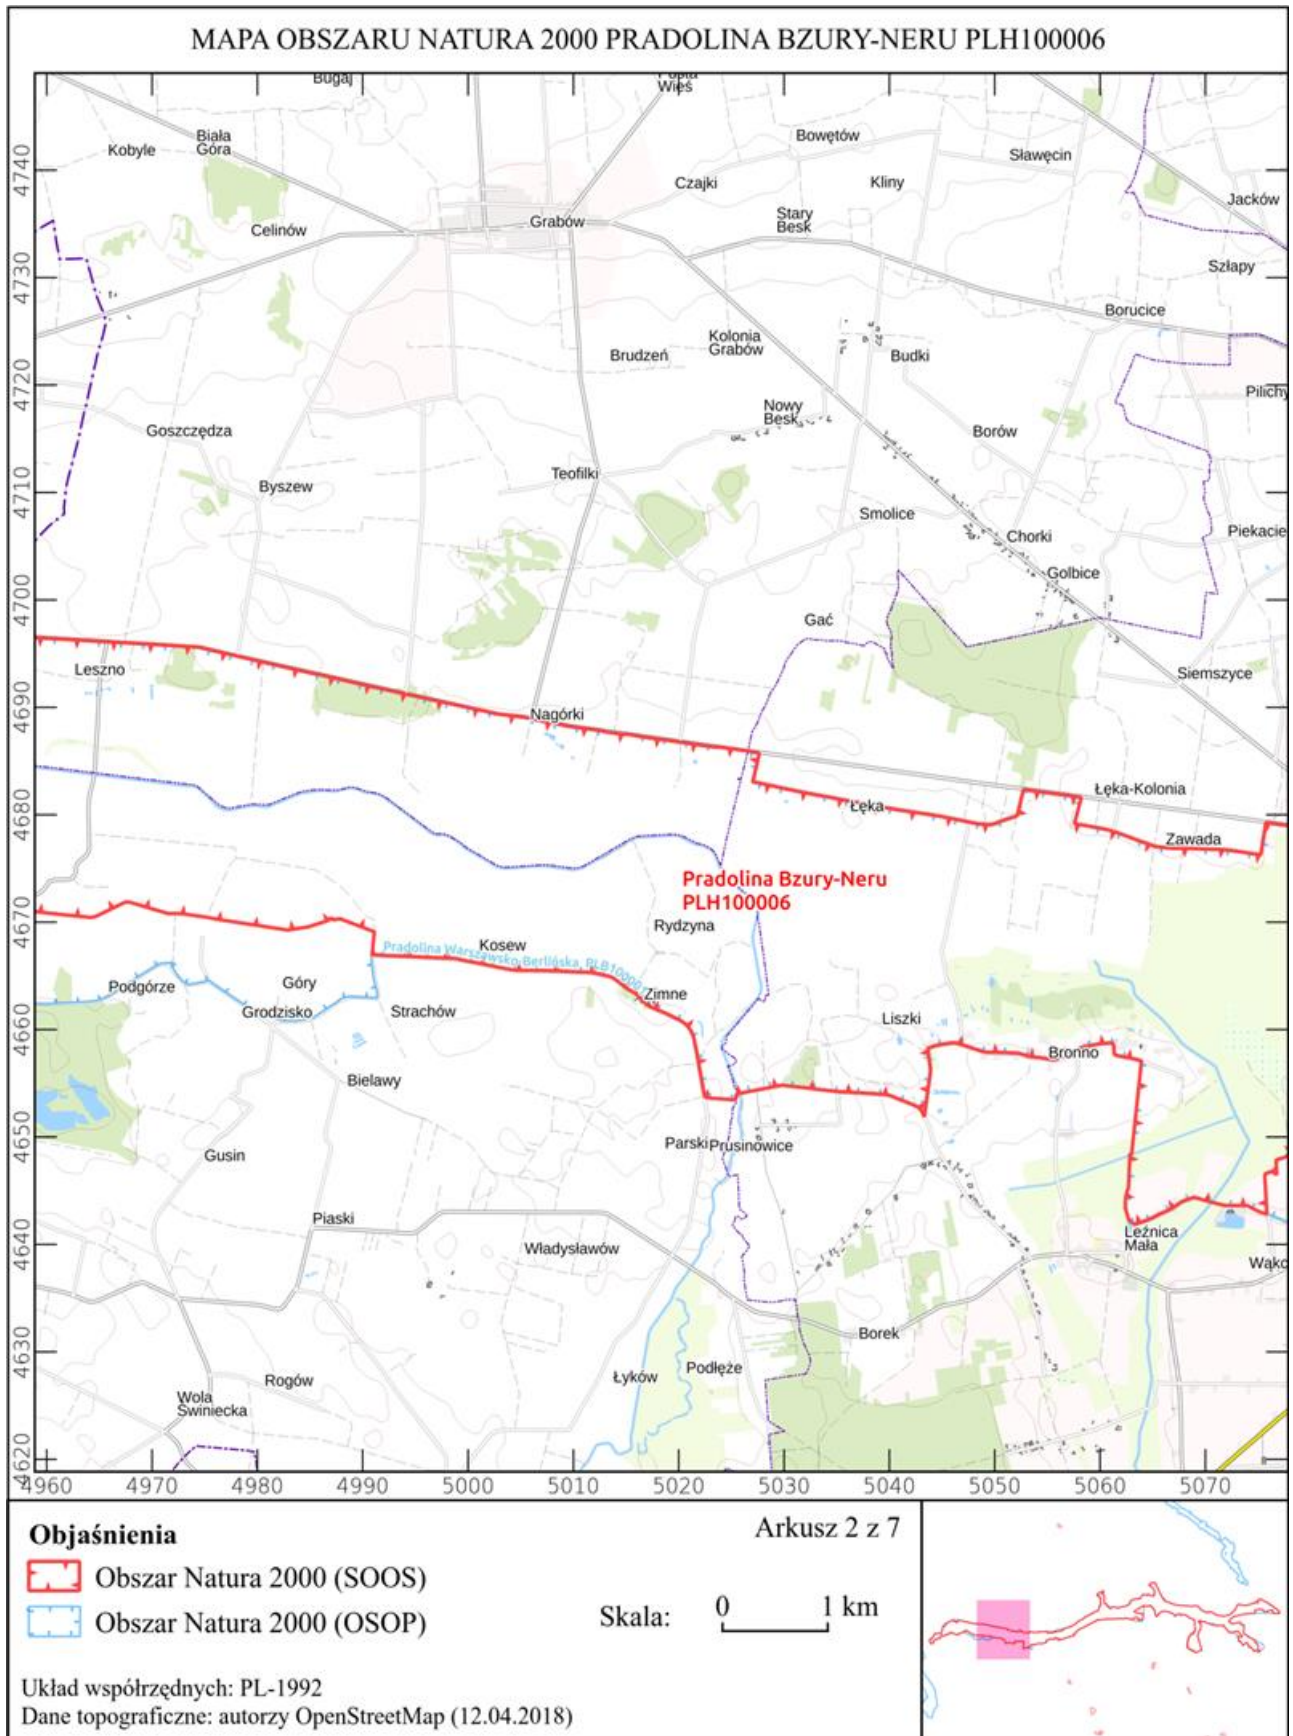 MAPA OBSZARU NATURA 2000 PRADOLINA BZURY-NERU PLH100006
Bugaj
Wieś
Kobyle
Biała
Góra
Bowętów
Sławęcin
Czajki
Kliny
Jacków
Celinów
Grabów
Stary
Besk
Szłapy
Borucice
Kolonia
Grabów
Brudzeń
Budki
Pilichy
Nowy
Besk
Goszczędza
Borów
Teofilki
Byszew
Smolice
Chorki
Piekacie
Golbice
Gać
Leszno
Siemszyce
Nagórki
Łęka-Kolonia
Łęka
Zawada
Pradolina Bzury-Neru
PLH100006
Rydzyna
Kosew
Pradolina Warszawsko-Berlińska PLB10000
Podgórze
Góry
Zimne
Grodzisko
Strachów
Liszki
Bronno
Bielawy
Parski
Prusinowice
Gusin
Piaski
Władysławów
Leźnica
Mała
Wąkc
Borek
Łyków
Podłęże
Rogów
Wola
Świniecka
4740
4730
4720
4710
4700
4690
4680
4670
4660
4650
4640
4630
4620
4960 4970 4980 4990 5000 5010 5020 5030 5040 5050 5060 5070
Objaśnienia
Arkusz 2 z 7
Obszar Natura 2000 (SOOS)
Obszar Natura 2000 (OSOP)
Skala:
0 1 km
Układ współrzędnych: PL-1992
Dane topograficzne: autorzy OpenStreetMap (12.04.2018)